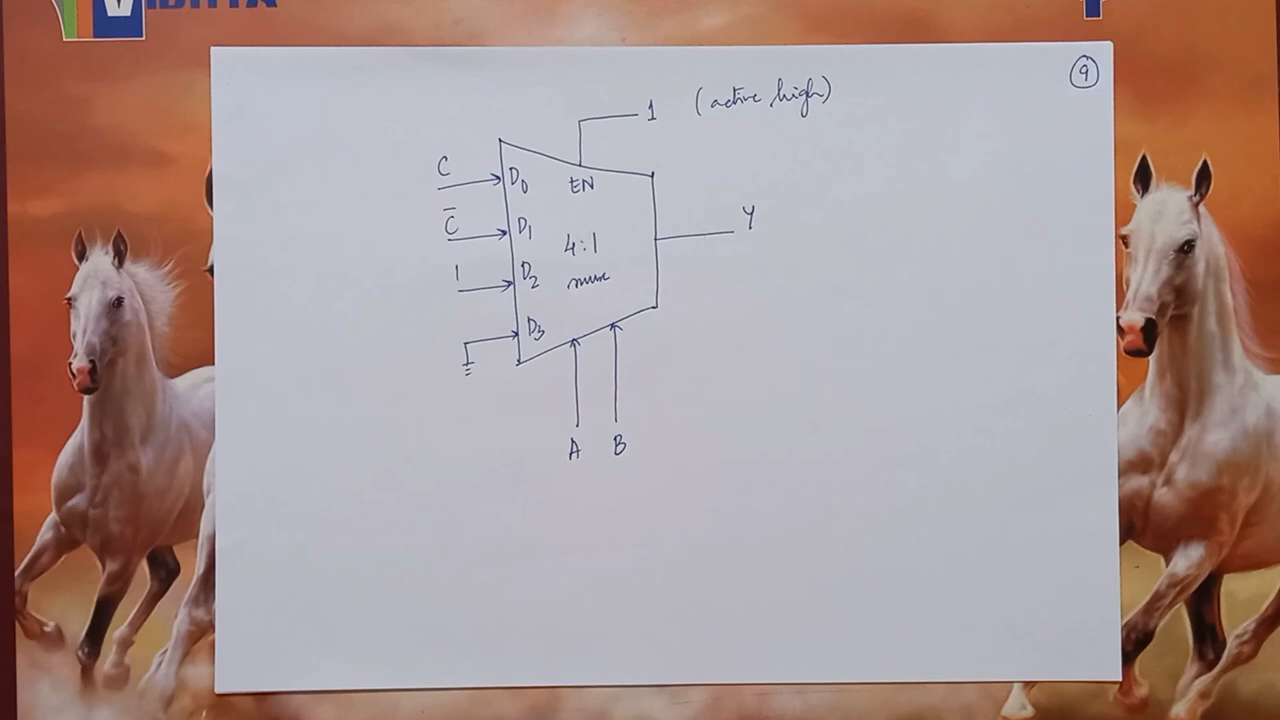 9
1 (active high)
C
D0 EN
C̅
D1 4:1 Y
1
D2 mux
D3
A B